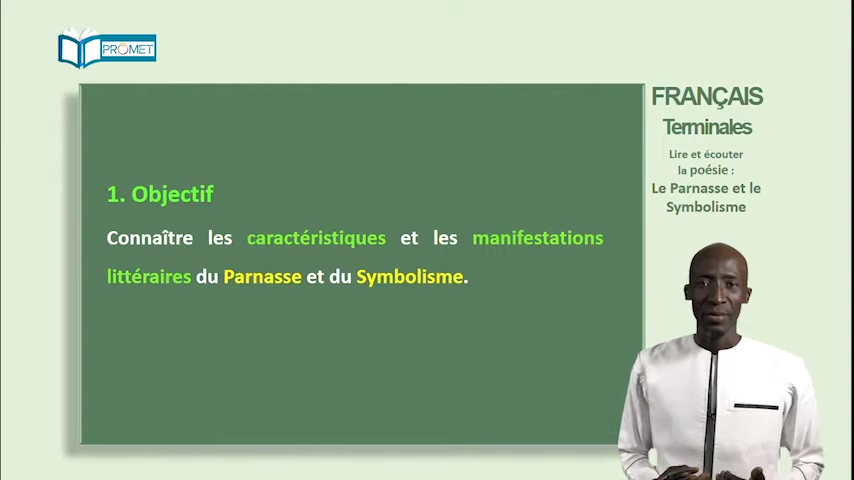 PROMET
FRANÇAIS
Terminales
Lire et écouter
la poésie :
Le Parnasse et le
Symbolisme
1. Objectif
Connaître les caractéristiques et les manifestations
littéraires du Parnasse et du Symbolisme.